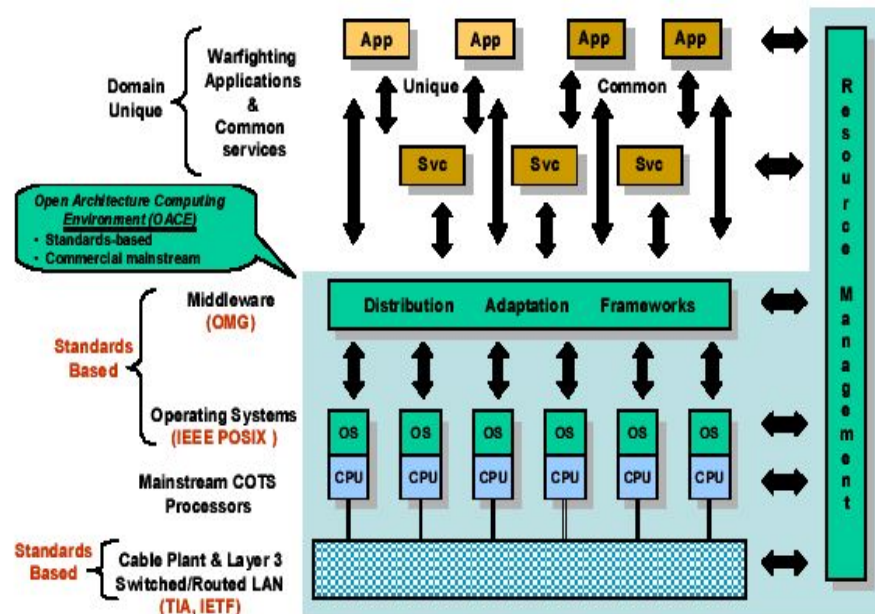 App App App App
Domain
Unique
Warfighting
Applications
&
Common
services
Unique Common
Svc Svc Svc
Open Architecture Computing
Environment (OACE)
• Standards-based
• Commercial mainstream
Middleware
(OMG)
Distribution Adaptation Frameworks
Standards
Based
Operating Systems
(IEEE POSIX )
OS OS OS OS OS OS
CPU CPU CPU CPU CPU CPU
Mainstream COTS
Processors
Standards
Based
Cable Plant & Layer 3
Switched/Routed LAN
(TIA, IETF)
Resource Management